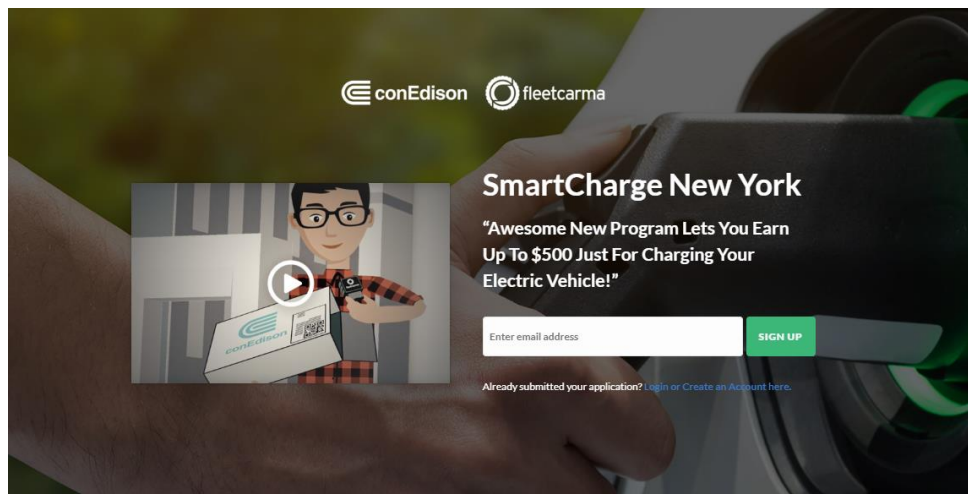 conEdison fleetcarma
SmartCharge New York
“Awesome New Program Lets You Earn
Up To $500 Just For Charging Your
Electric Vehicle!”
conEdison
Enter email address
SIGN UP
Already submitted your application? Login or Create an Account here.